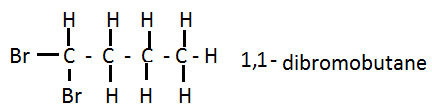 H H H H
Br C - C - C - C - H 1,1- dibromobutane
Br H H H